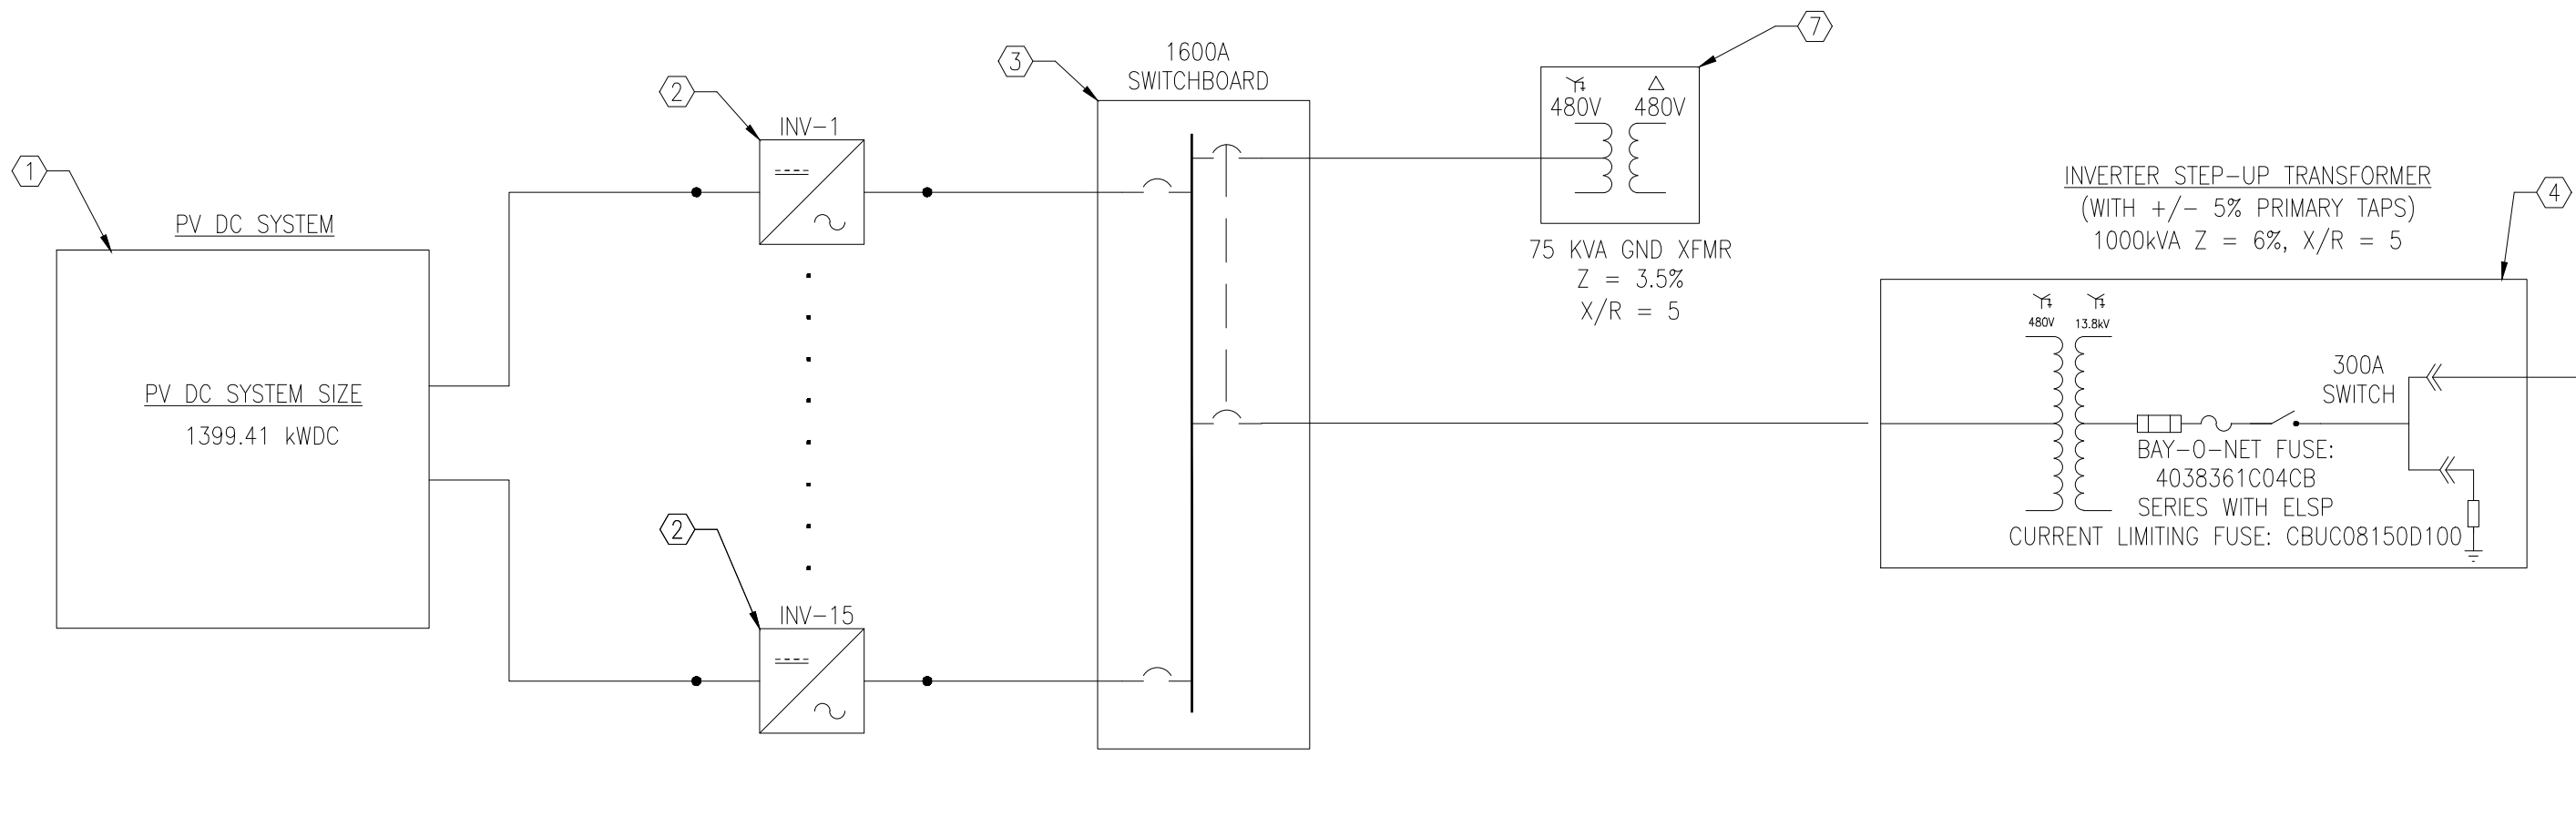 1
PV DC SYSTEM
PV DC SYSTEM SIZE
1399.41 kWDC
2
INV-1
2
INV-15
3
1600A
SWITCHBOARD
7
480V 480V
75 KVA GND XFMR
Z = 3.5%
X/R = 5
INVERTER STEP-UP TRANSFORMER
(WITH +/- 5% PRIMARY TAPS)
1000kVA Z = 6%, X/R = 5
4
480V 13.8kV
300A
SWITCH
BAY-O-NET FUSE:
4038361C04CB
SERIES WITH ELSP
CURRENT LIMITING FUSE: CBUC08150D100